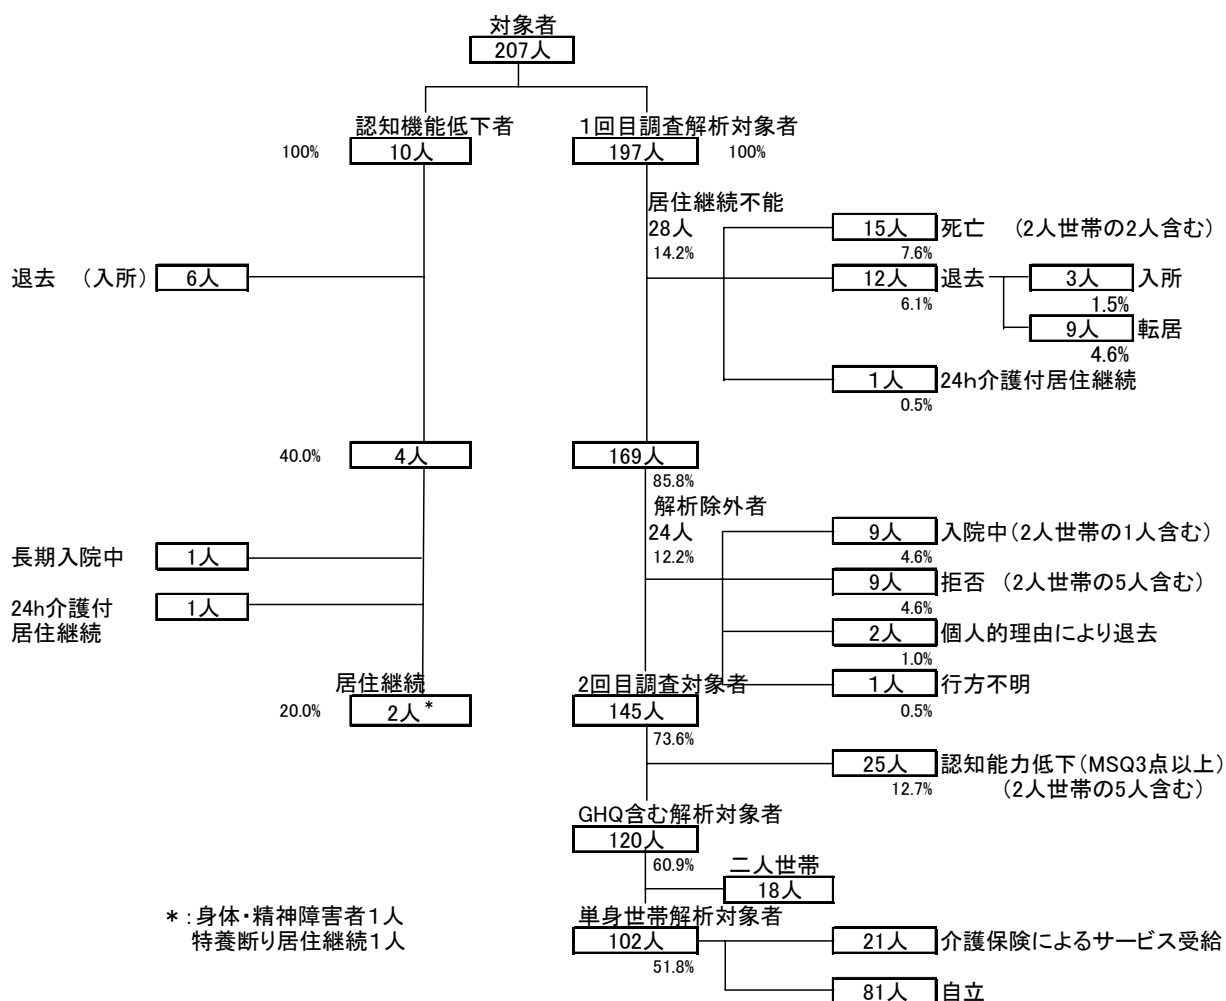 対象者
207人
認知機能低下者
1回目調査解析対象者
100%
10人
197人
100%
居住継続不能
28人
14.2%
15人
死亡　(2人世帯の2人含む)
7.6%
退去　(入所)
6人
12人
退去
3人
入所
6.1%
1.5%
9人
転居
4.6%
1人
24h介護付居住継続
0.5%
40.0%
4人
169人
85.8%
解析除外者
24人
12.2%
9人
入院中(2人世帯の1人含む)
4.6%
長期入院中
1人
9人
拒否　(2人世帯の5人含む)
4.6%
24h介護付
居住継続
1人
2人
個人的理由により退去
1.0%
居住継続
2回目調査対象者
1人
行方不明
0.5%
20.0%
2人*
145人
73.6%
25人
認知能力低下(MSQ3点以上)
(2人世帯の5人含む)
12.7%
GHQ含む解析対象者
120人
60.9%
二人世帯
18人
*:身体・精神障害者1人
特養断り居住継続1人
単身世帯解析対象者
102人
51.8%
21人
介護保険によるサービス受給
81人
自立